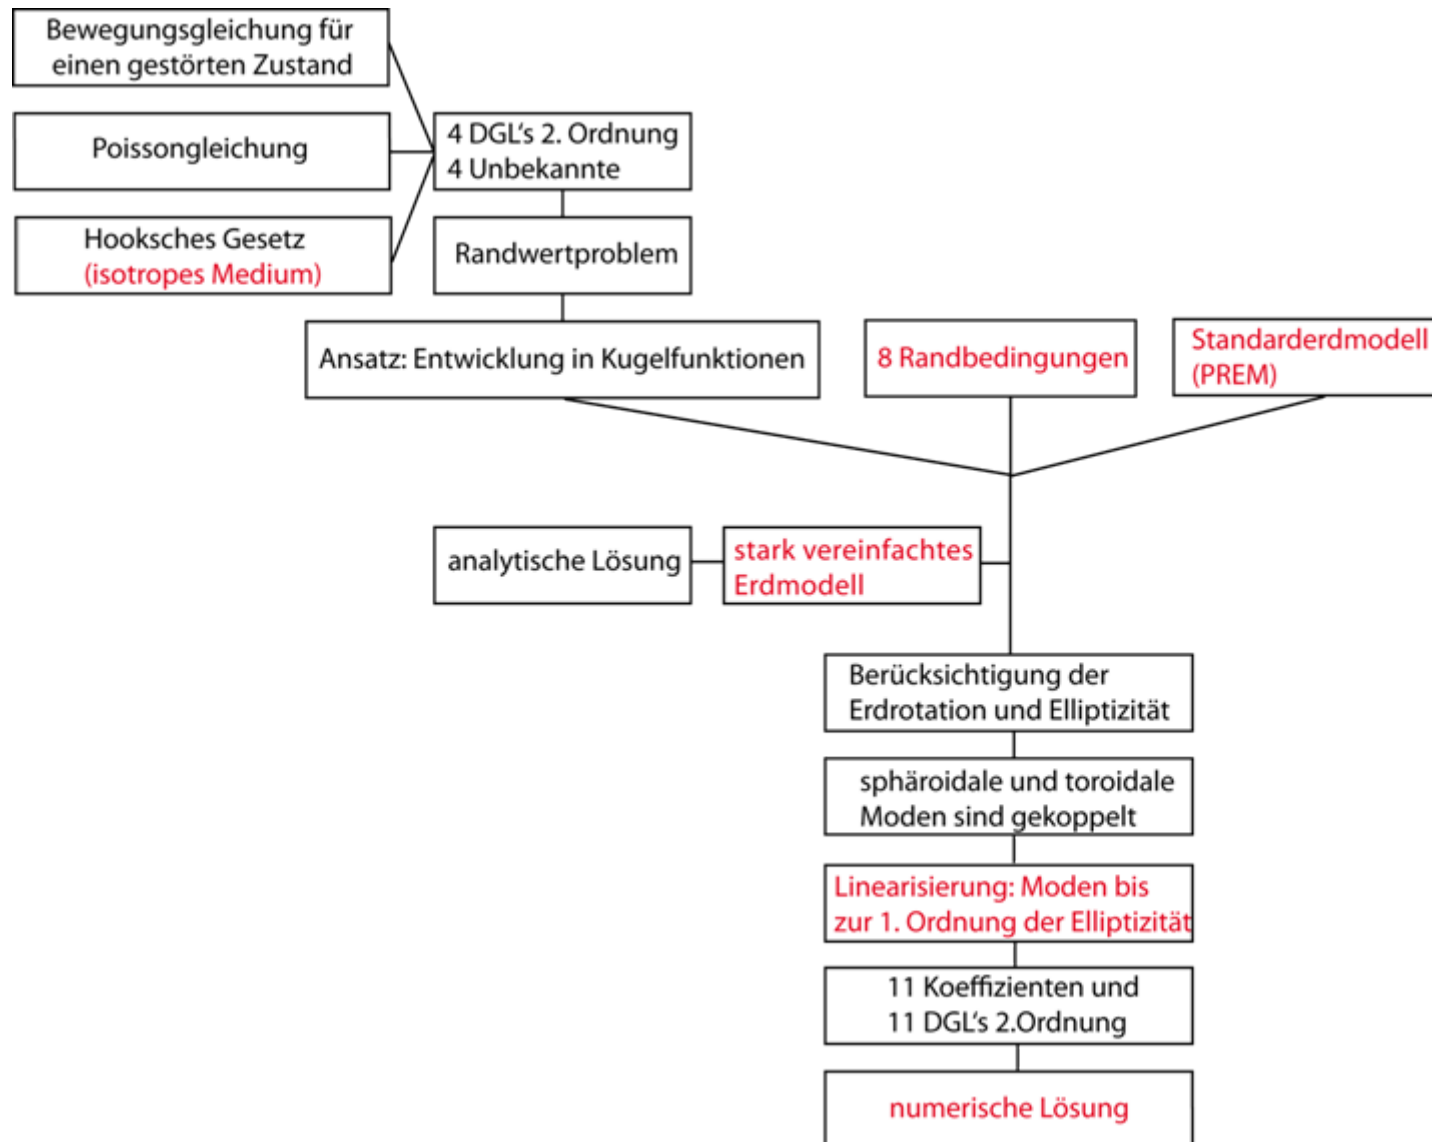 Bewegungsgleichung für
einen gestörten Zustand
Poissongleichung
4 DGL's 2. Ordnung
4 Unbekannte
Hooksches Gesetz
(isotropes Medium)
Randwertproblem
Ansatz: Entwicklung in Kugelfunktionen
8 Randbedingungen
Standarderdmodell
(PREM)
analytische Lösung
stark vereinfachtes
Erdmodell
Berücksichtigung der
Erdrotation und Elliptizität
sphäroidale und toroidale
Moden sind gekoppelt
Linearisierung: Moden bis
zur 1. Ordnung der Elliptizität
11 Koeffizienten und
11 DGL's 2.Ordnung
numerische Lösung